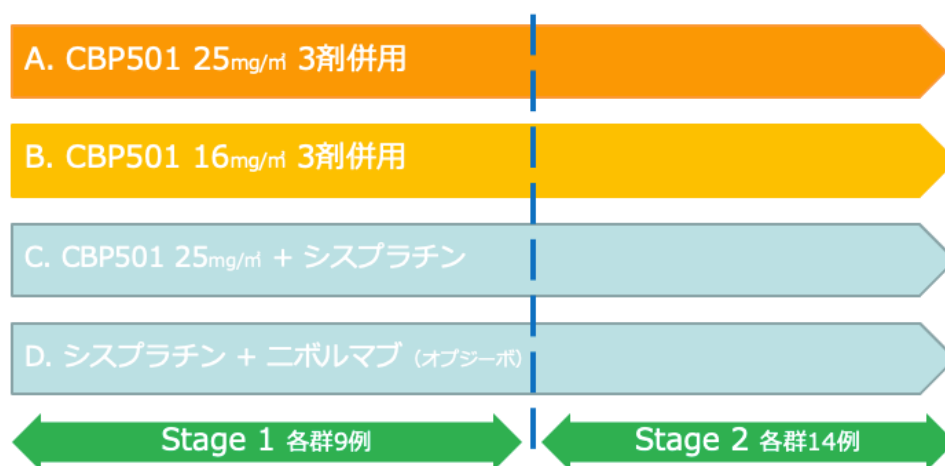 A. CBP501 25mg/㎡ 3剤併用
B. CBP501 16mg/㎡ 3剤併用
C. CBP501 25mg/㎡ + シスプラチン
D. シスプラチン + ニボルマブ（オプジーボ）
Stage 1 各群9例
Stage 2 各群14例